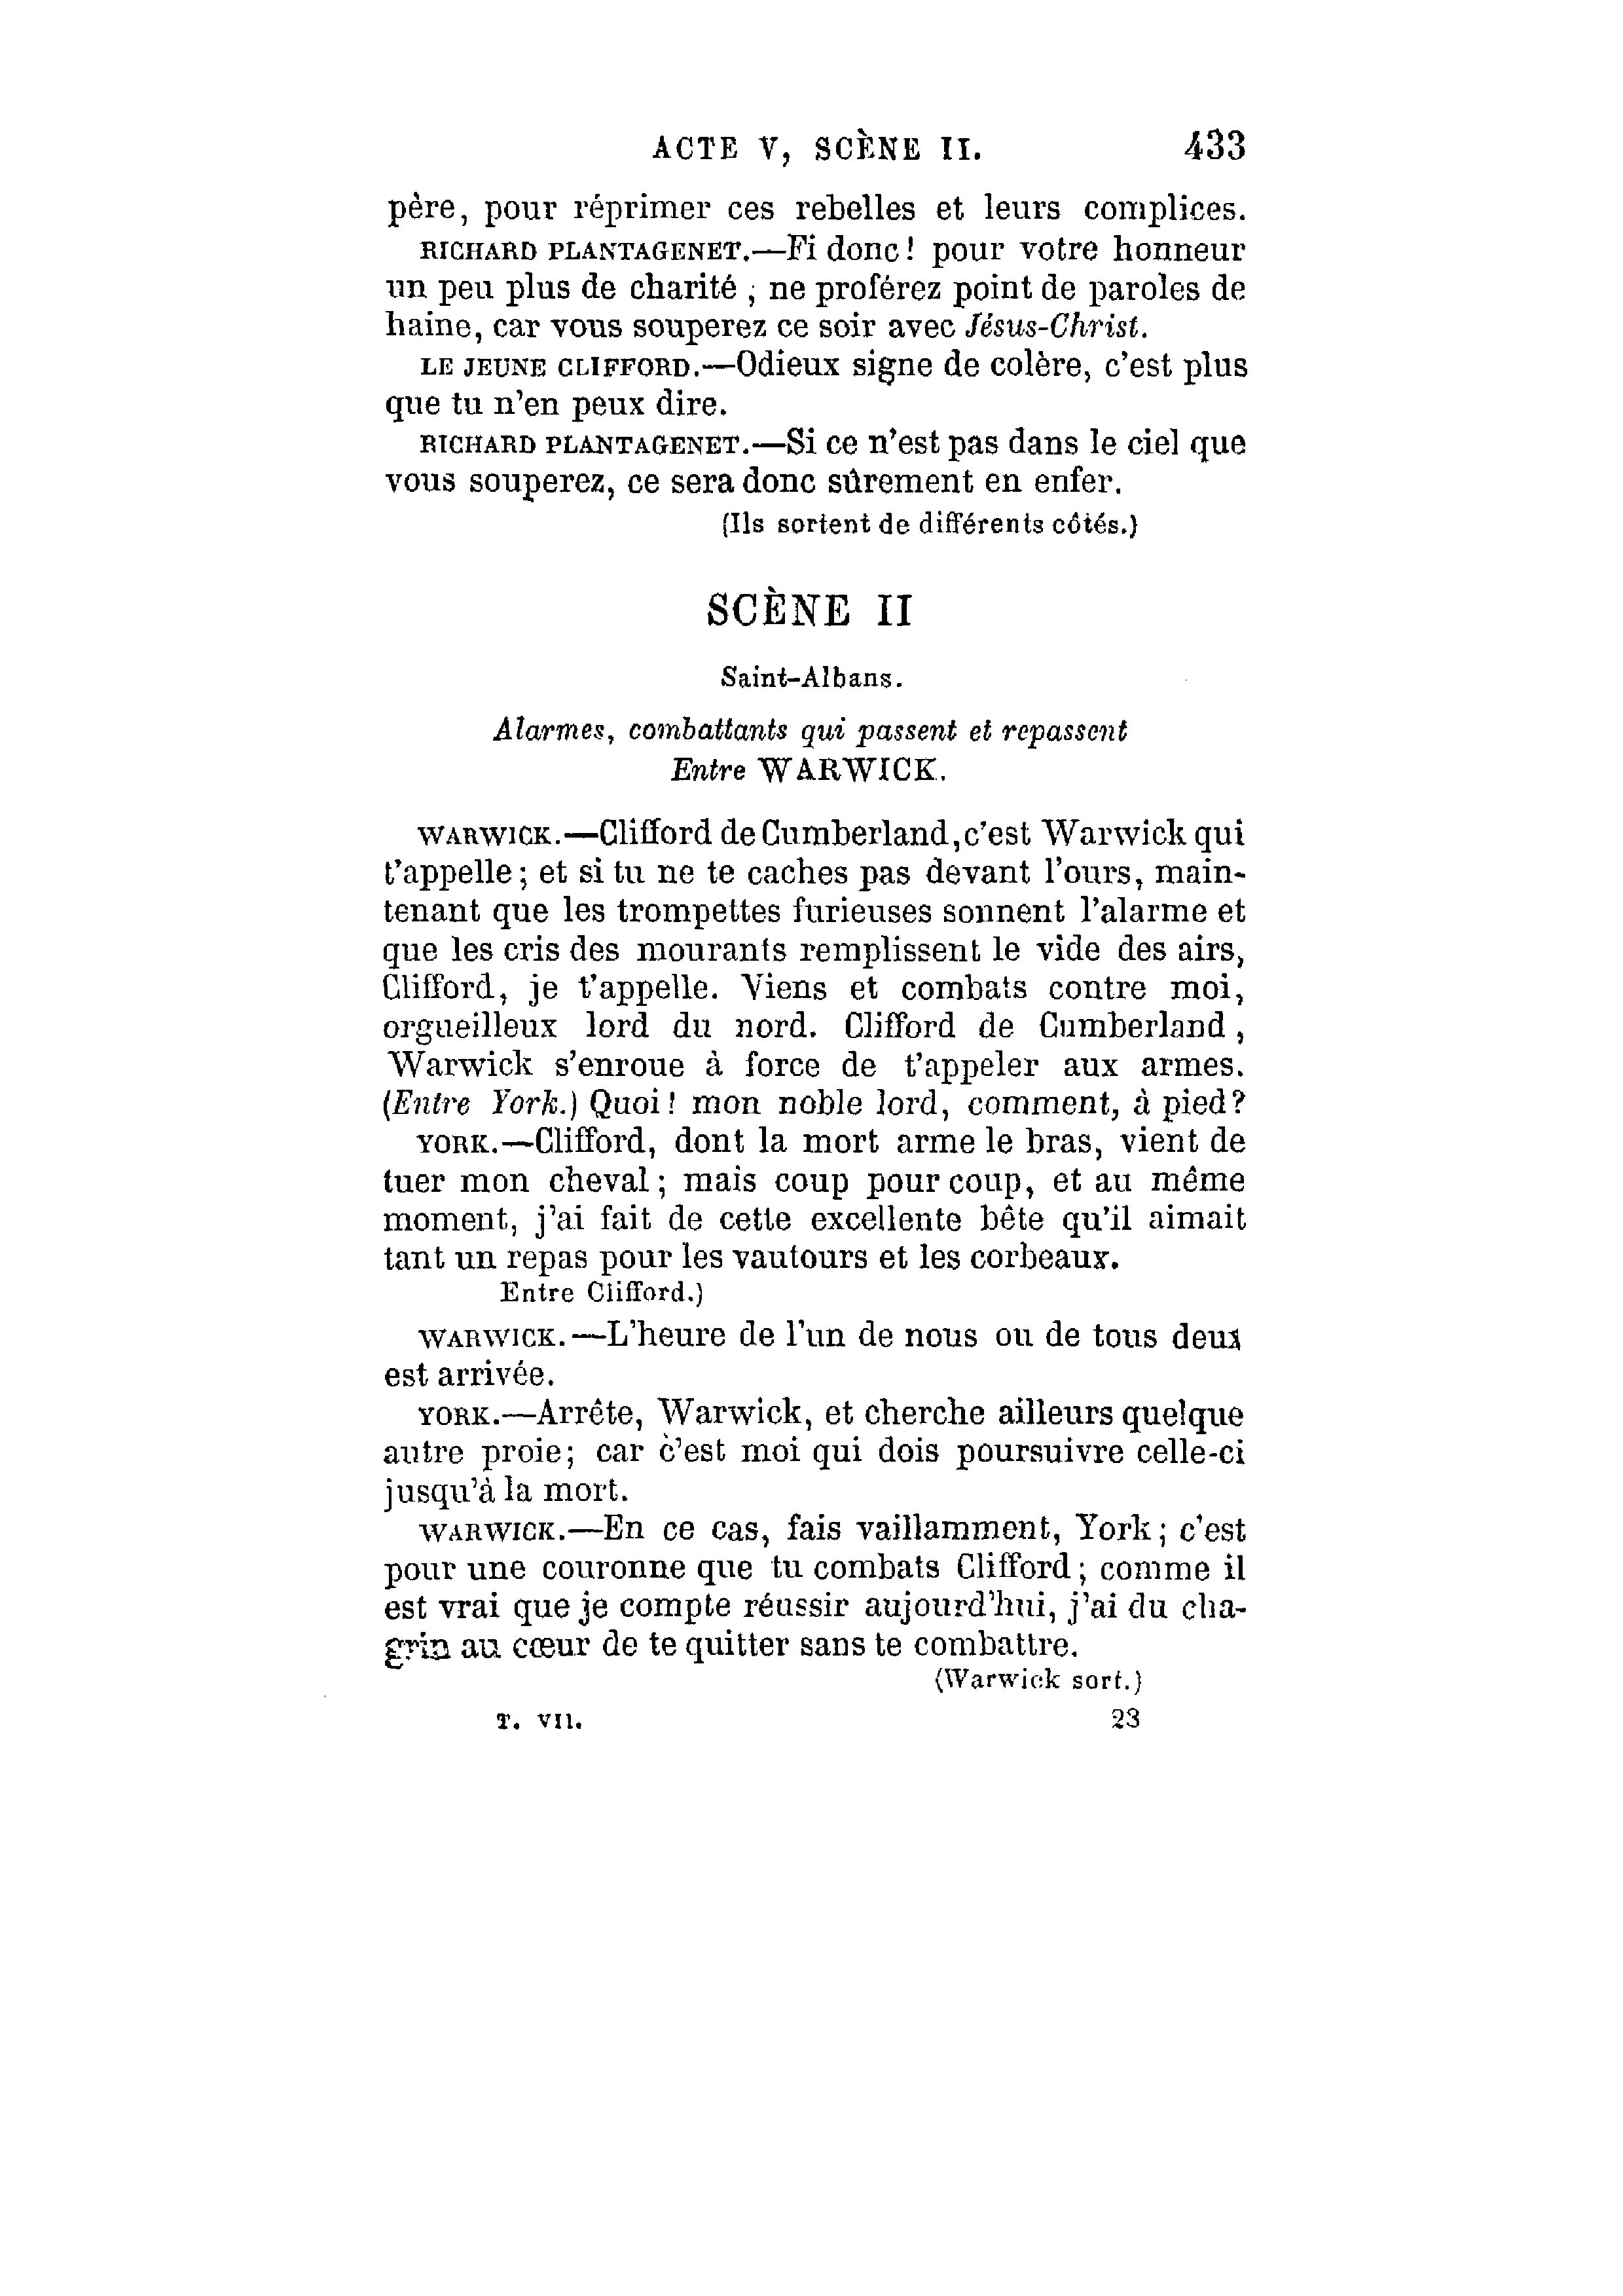 ACTE V, SCÈNE II. 433
père, pour réprimer ces rebelles et leurs complices.
RICHARD PLANTAGENET.—Fi donc! pour votre honneur
un peu plus de charité ; ne proférez point de paroles de
haine, car vous souperez ce soir avec Jésus-Christ.
LE JEUNE CLIFFORD.—Odieux signe de colère, c'est plus
que tu n'en peux dire.
RICHARD PLANTAGENET.—Si ce n'est pas dans le ciel que
vous souperez, ce sera donc sûrement en enfer.
(Ils sortent de différents côtés.)
SCÈNE II
Saint-Albans.
Alarmes, combattants qui passent et repassent
Entre WARWICK.
WARWICK.—Clifford de Cumberland, c'est Warwick qui
t'appelle; et si tu ne te caches pas devant l'ours, main-
tenant que les trompettes furieuses sonnent l'alarme et
que les cris des mourants remplissent le vide des airs,
Clifford, je t'appelle. Viens et combats contre moi,
orgueilleux lord du nord. Clifford de Cumberland,
Warwick s'enroue à force de t'appeler aux armes.
(Entre York.) Quoi! mon noble lord, comment, à pied?
YORK.—Clifford, dont la mort arme le bras, vient de
tuer mon cheval; mais coup pour coup, et au même
moment, j'ai fait de cette excellente bête qu'il aimait
tant un repas pour les vautours et les corbeaux.
Entre Clifford.)
WARWICK.—L'heure de l'un de nous ou de tous deux
est arrivée.
YORK.—Arrête, Warwick, et cherche ailleurs quelque
autre proie; car c'est moi qui dois poursuivre celle-ci
jusqu'à la mort.
WARWICK.—En ce cas, fais vaillamment, York; c'est
pour une couronne que tu combats Clifford; comme il
est vrai que je compte réussir aujourd'hui, j'ai du cha-
grin au cœur de te quitter sans te combattre.
(Warwick sort.)
T. VII. 23